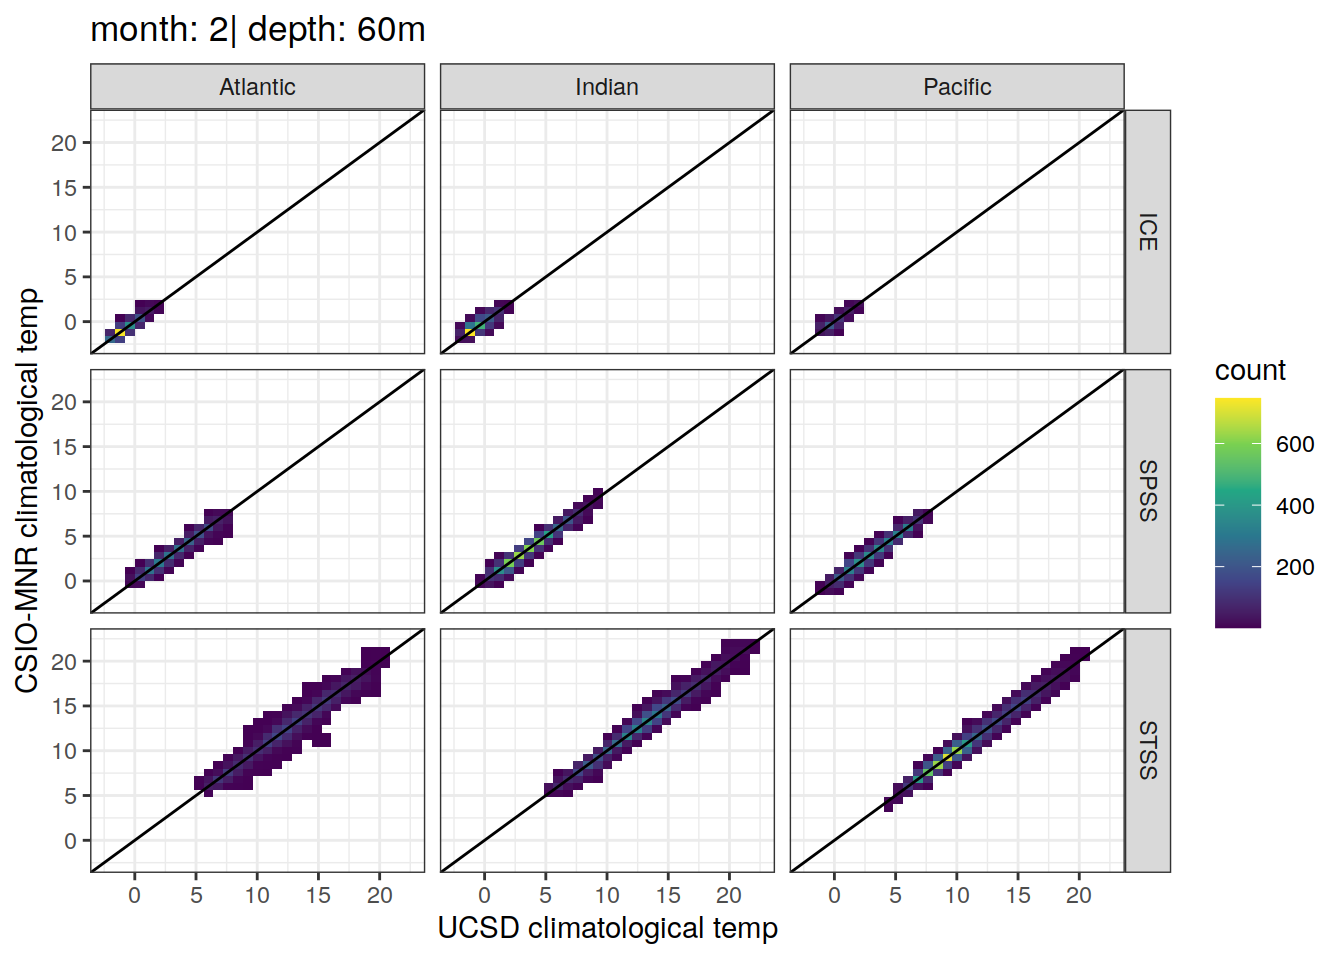 month: 2| depth: 60m
Atlantic
Indian
Pacific
20
15
10
5
0
ICE
20
15
10
5
0
SPSS
20
15
10
5
0
STSS
0 5 10 15 20
0 5 10 15 20
0 5 10 15 20
UCSD climatological temp
CSIO-MNR climatological temp
count
600
400
200